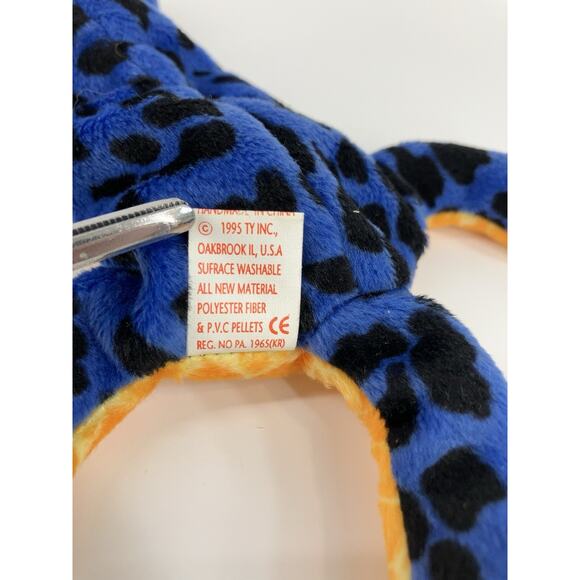 HANDMADE IN CHINA
© 1995 TY INC.,
OAKBROOK IL, U.S.A
SUFRACE WASHABLE
ALL NEW MATERIAL
POLYESTER FIBER
& P.V.C PELLETS CE
REG. NO PA. 1965(KR)